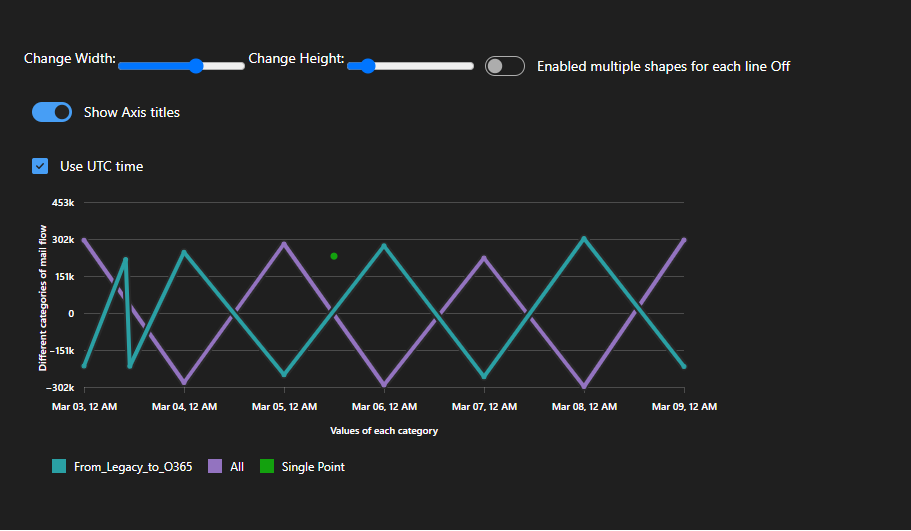 Change Width: Change Height: Enabled multiple shapes for each line Off
Show Axis titles
Use UTC time
453k
302k
151k
0
−151k
−302k
Different categories of mail flow
Mar 03, 12 AM Mar 04, 12 AM Mar 05, 12 AM Mar 06, 12 AM Mar 07, 12 AM Mar 08, 12 AM Mar 09, 12 AM
Values of each category
From_Legacy_to_O365 All Single Point